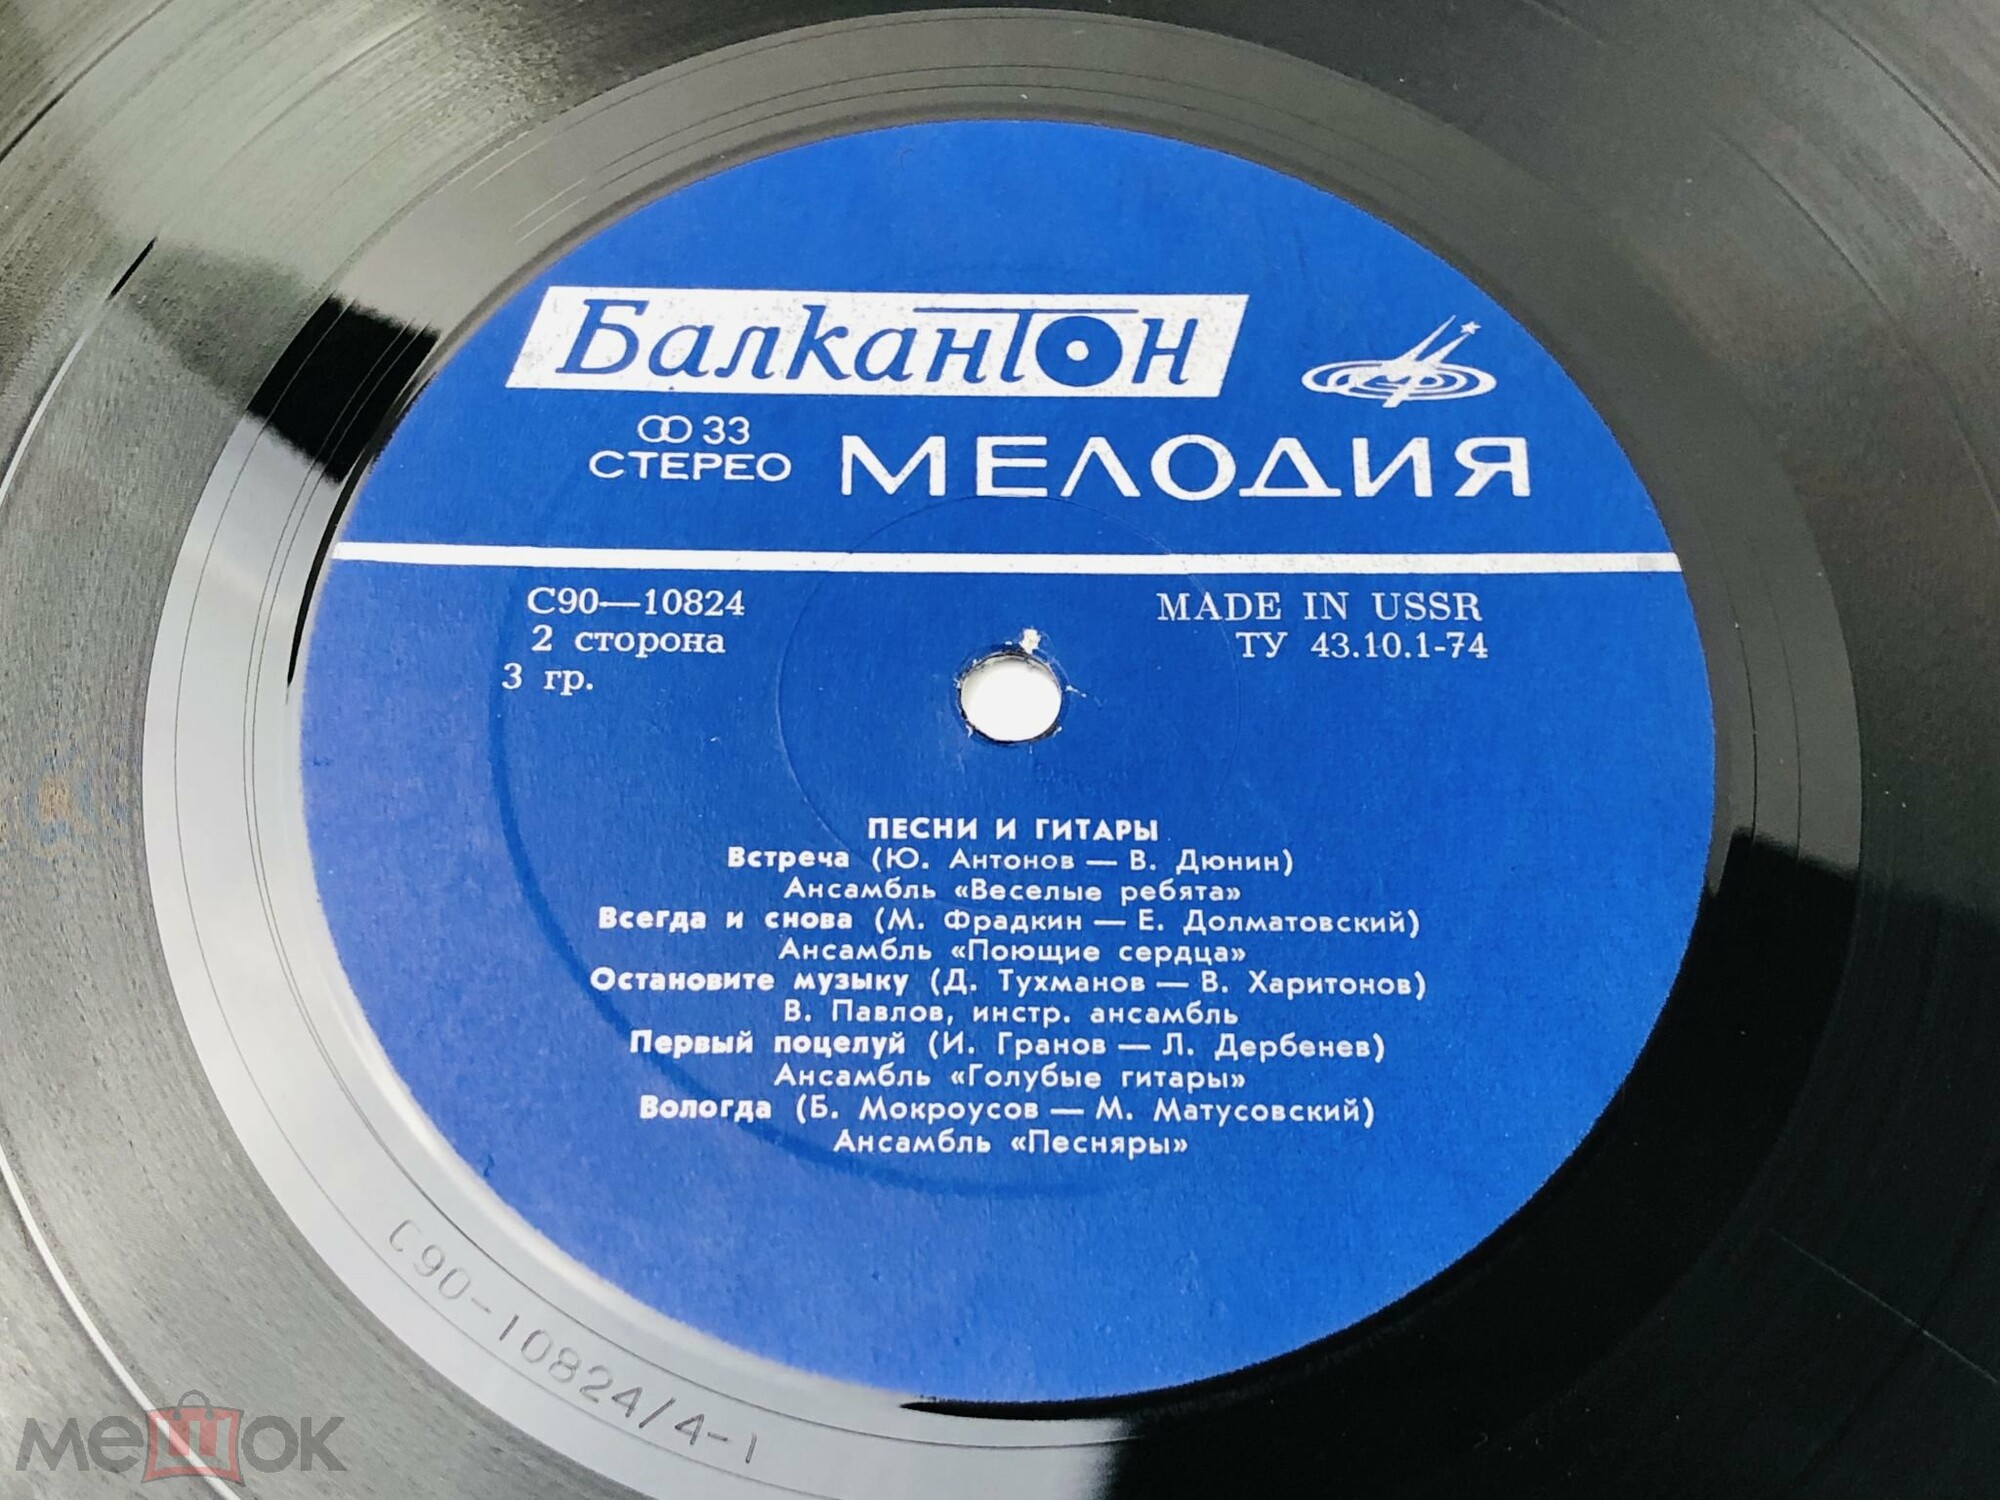 Балкантон
33
СТЕРЕО
МЕЛОДИЯ
С90—10824
2 сторона
3 гр.
MADE IN USSR
ТУ 43.10.1-74
ПЕСНИ И ГИТАРЫ
Встреча (Ю. Антонов — В. Дюнин)
Ансамбль «Веселые ребята»
Всегда и снова (М. Фрадкин — Е. Долматовский)
Ансамбль «Поющие сердца»
Остановите музыку (Д. Тухманов — В. Харитонов)
В. Павлов, инстр. ансамбль
Первый поцелуй (И. Гранов — Л. Дербенев)
Ансамбль «Голубые гитары»
Вологда (Б. Мокроусов — М. Матусовский)
Ансамбль «Песняры»
С90-10824/4-1
мешок